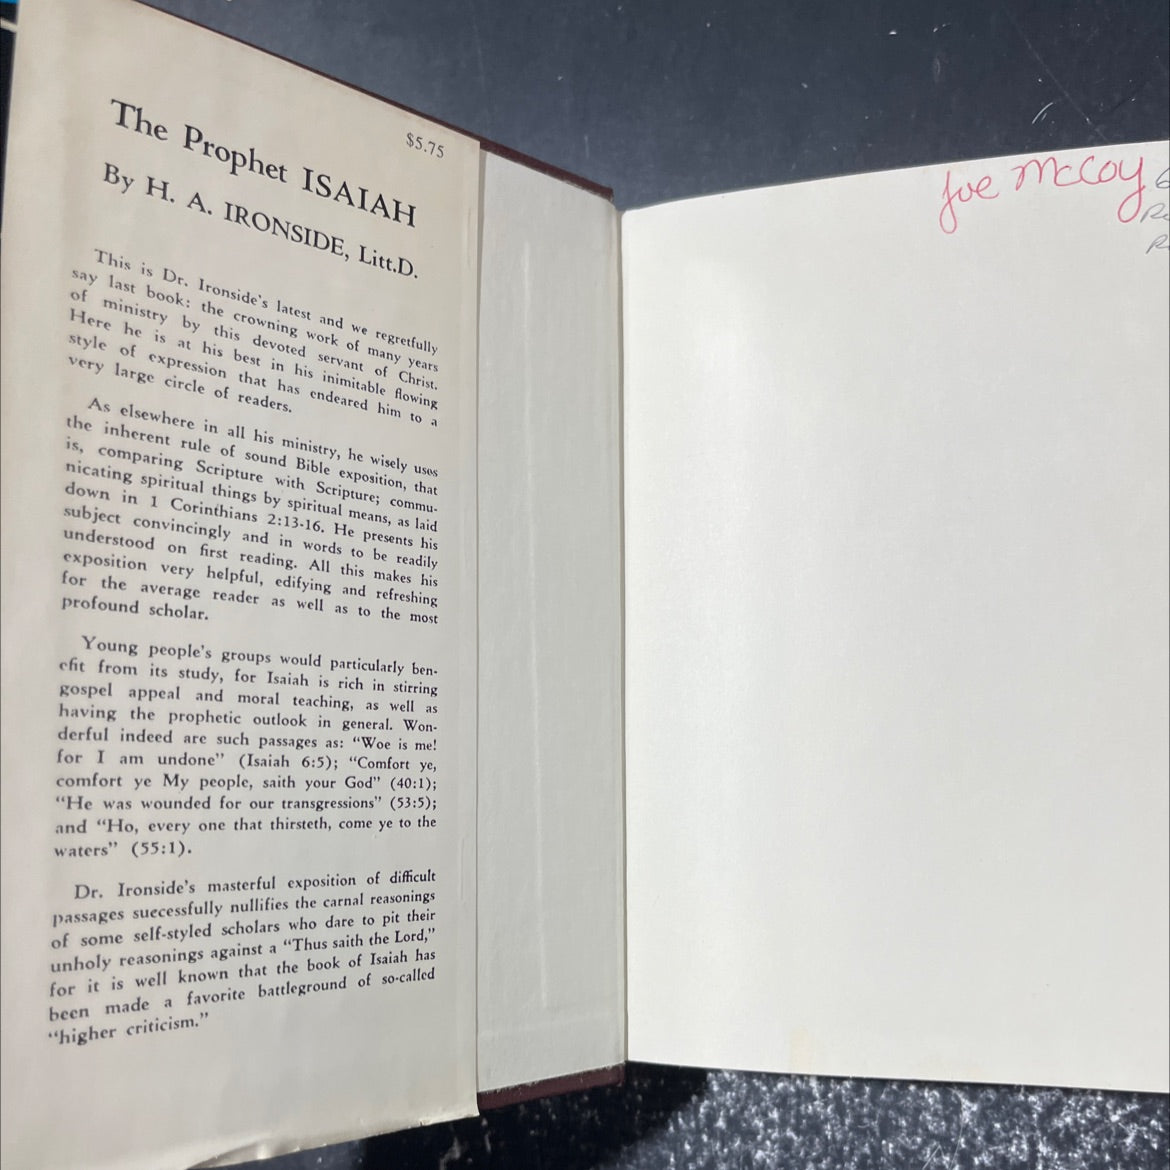 The Prophet ISAIAH
$5.75
By H. A. IRONSIDE, Litt.D.
This is Dr. Ironside's latest and we regretfully
say last book: the crowning work of many years
of ministry by this devoted servant of Christ.
Here he is at his best in his inimitable flowing
style of expression that has endeared him to a
very large circle of readers.
As elsewhere in all his ministry, he wisely uses
the inherent rule of sound Bible exposition, that
is, comparing Scripture with Scripture; commu-
nicating spiritual things by spiritual means, as laid
down in 1 Corinthians 2:13-16. He presents his
subject convincingly and in words to be readily
understood on first reading. All this makes his
exposition very helpful, edifying and refreshing
for the average reader as well as to the most
profound scholar.
Young people's groups would particularly ben-
efit from its study, for Isaiah is rich in stirring
gospel appeal and moral teaching, as well as
having the prophetic outlook in general. Won-
derful indeed are such passages as: "Woe is me!
for I am undone" (Isaiah 6:5); "Comfort ye,
comfort ye My people, saith your God" (40:1);
"He was wounded for our transgressions" (53:5);
and "Ho, every one that thirsteth, come ye to the
waters" (55:1).
Dr. Ironside's masterful exposition of difficult
passages successfully nullifies the carnal reasonings
of some self-styled scholars who dare to pit their
unholy reasonings against a "Thus saith the Lord,"
for it is well known that the book of Isaiah has
been made a favorite battleground of so-called
"higher criticism."
Joe McCoy